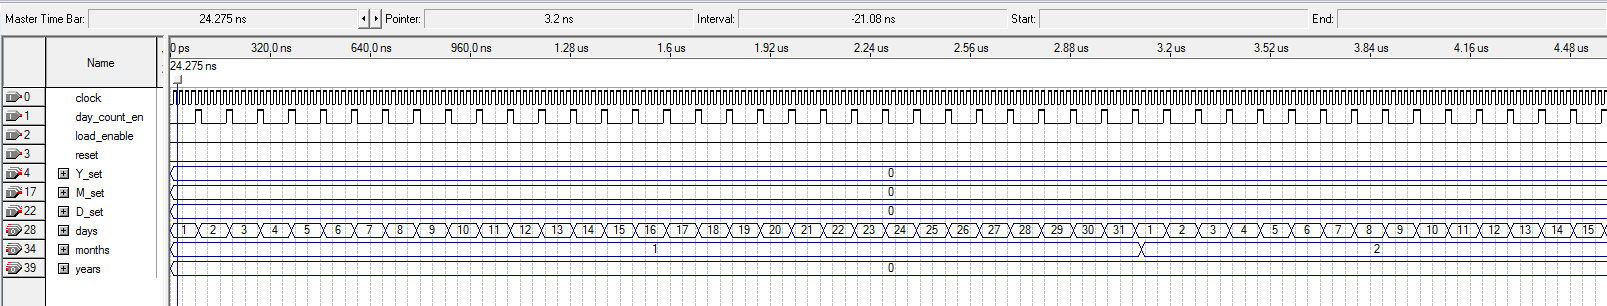 Master Time Bar: 24.275 ns Pointer: 3.2 ns Interval: -21.08 ns Start: End:
Name 0 ps 320.0 ns 640.0 ns 960.0 ns 1.28 us 1.6 us 1.92 us 2.24 us 2.56 us 2.88 us 3.2 us 3.52 us 3.84 us 4.16 us 4.48 us
24.275 ns
0 clock
1 day_count_en
2 load_enable
3 reset
4 Y_set 0
17 M_set 0
22 D_set 0
28 days 1 2 3 4 5 6 7 8 9 10 11 12 13 14 15 16 17 18 19 20 21 22 23 24 25 26 27 28 29 30 31 1 2 3 4 5 6 7 8 9 10 11 12 13 14 15
34 months 1 2
39 years 0